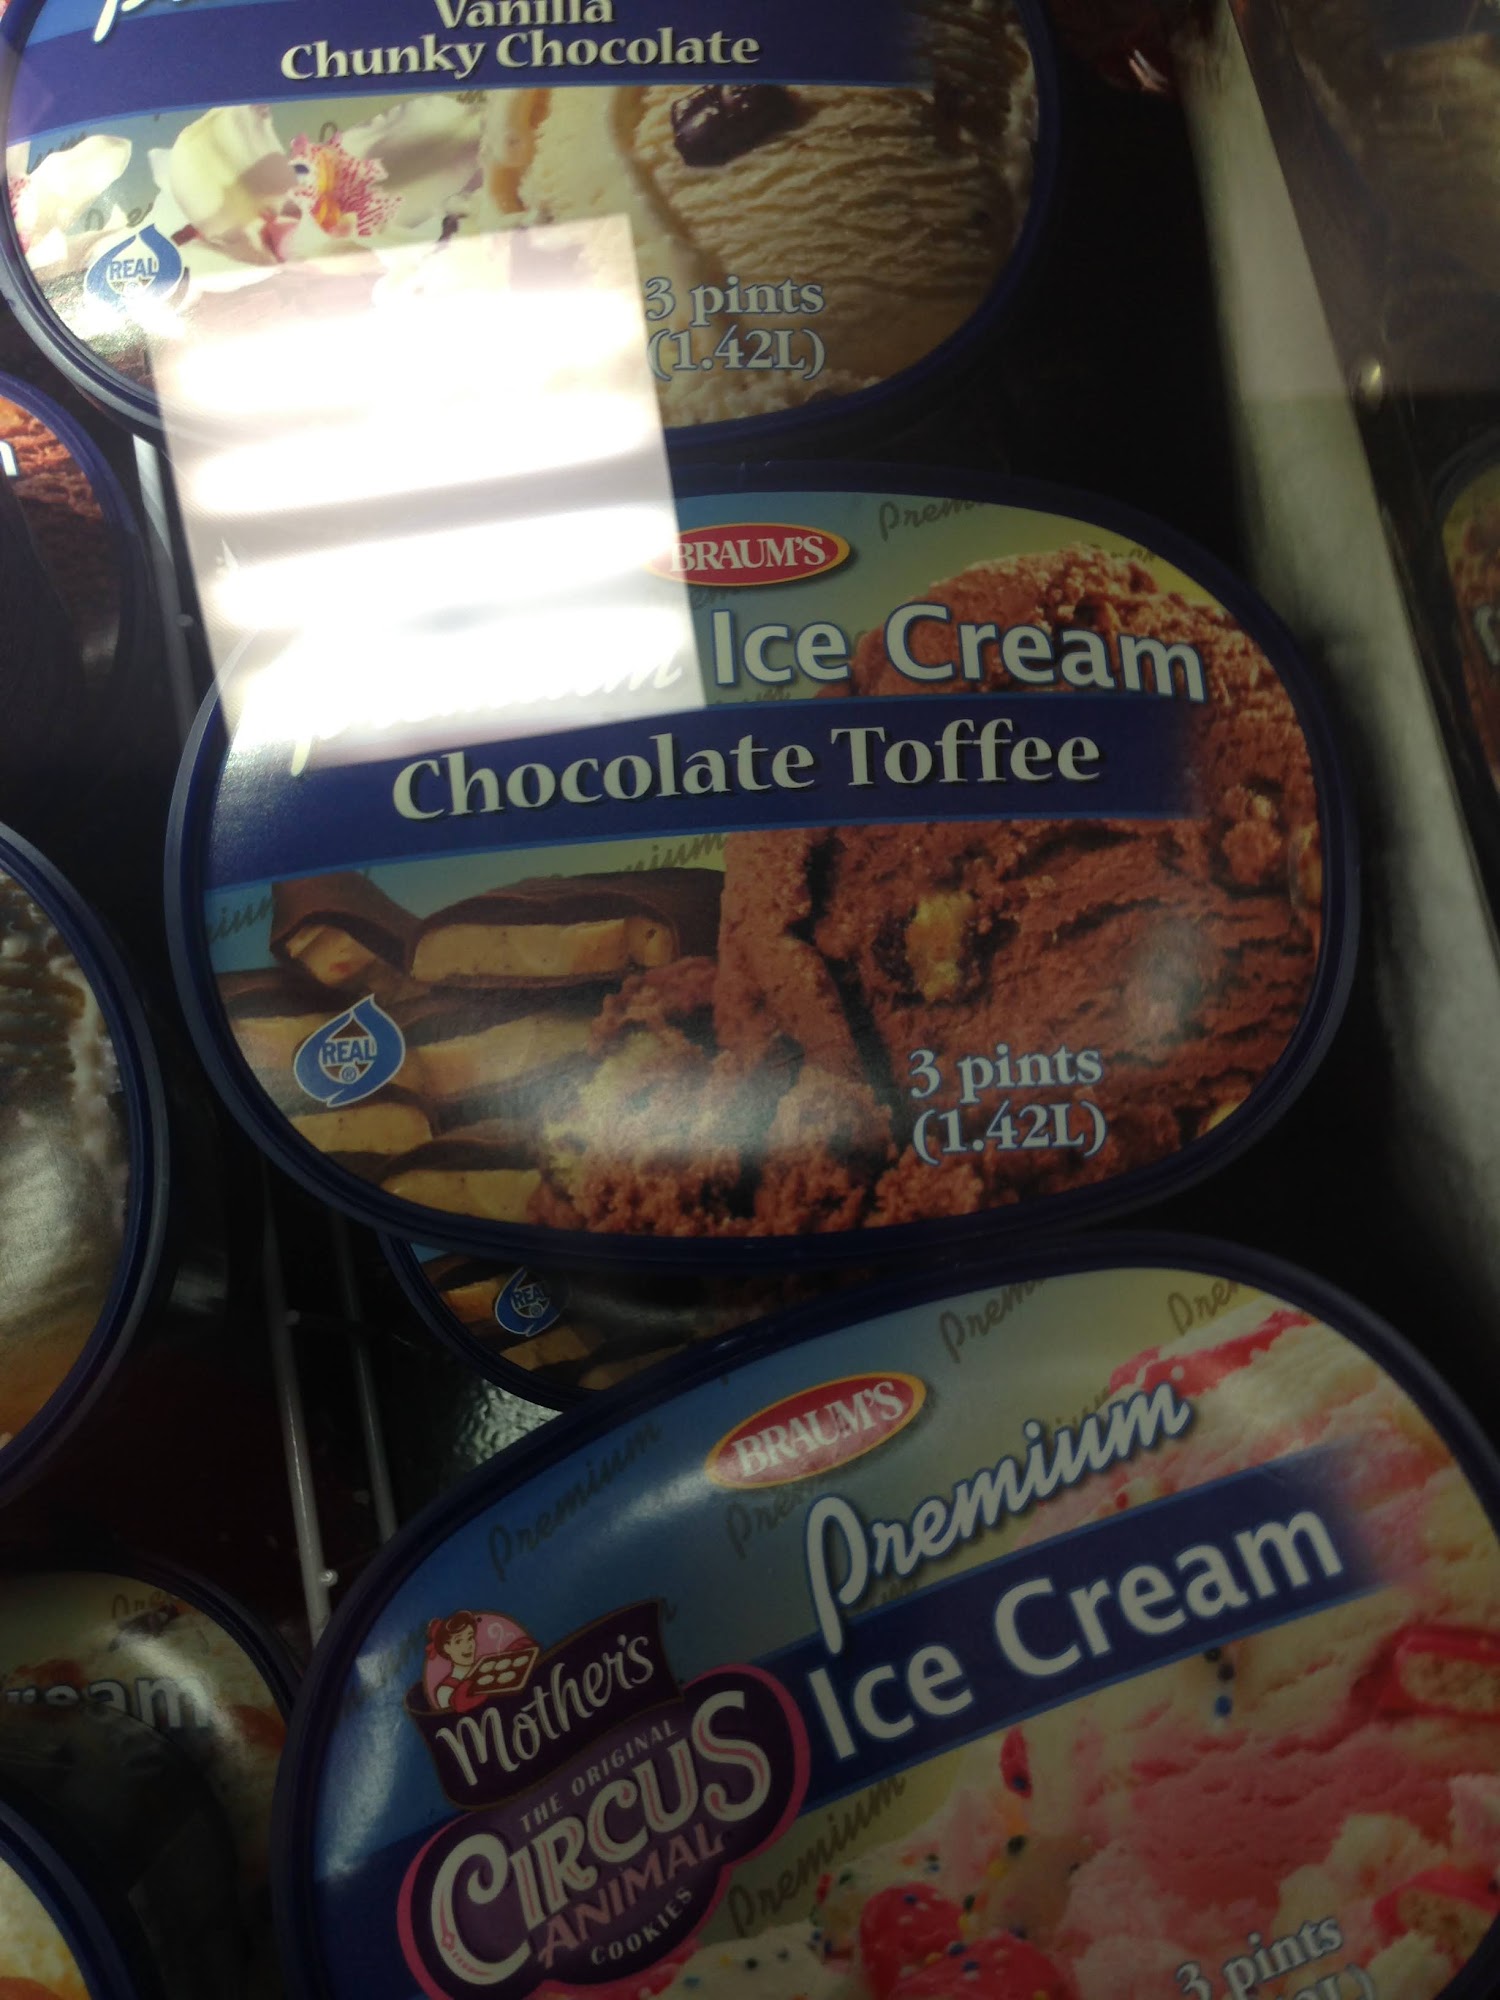 Vanilla
Chunky Chocolate
REAL
3 pints
(1.42L)
BRAUM'S
Ice Cream
Chocolate Toffee
REAL
3 pints
(1.42L)
BRAUM'S
Premium
Ice Cream
Mother's
THE ORIGINAL
CIRCUS
ANIMAL
COOKIES
3 pints